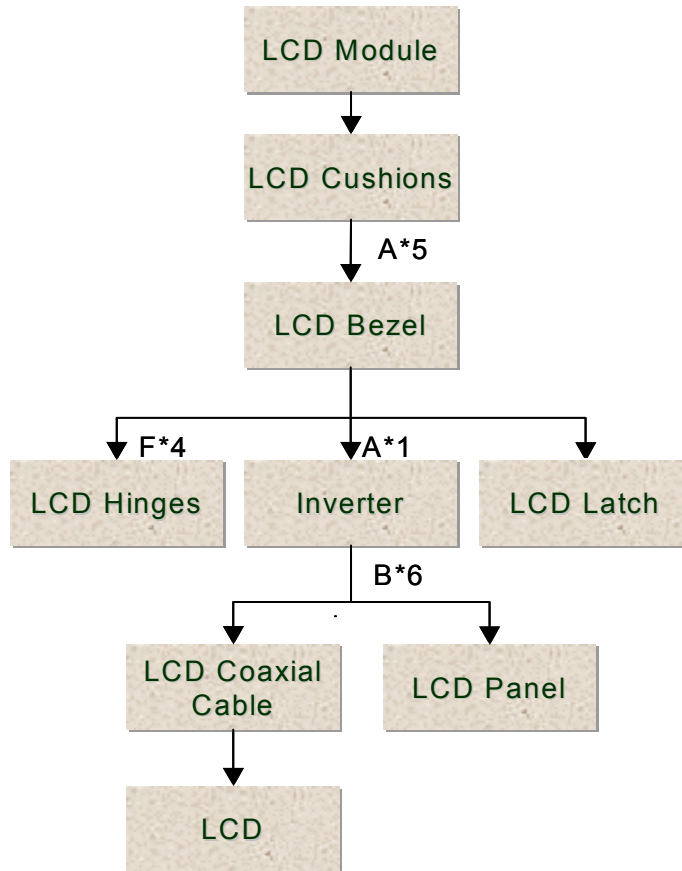 LCD Module
LCD Cushions
A*5
LCD Bezel
F*4
A*1
LCD Hinges
Inverter
LCD Latch
B*6
LCD Coaxial
Cable
LCD Panel
LCD